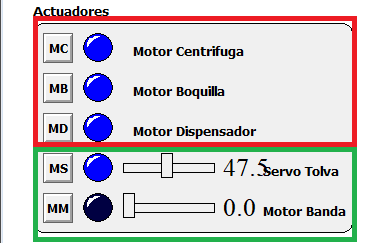 Actuadores
MC Motor Centrifuga
MB Motor Boquilla
MD Motor Dispensador
MS 47.5 Servo Tolva
MM 0.0 Motor Banda